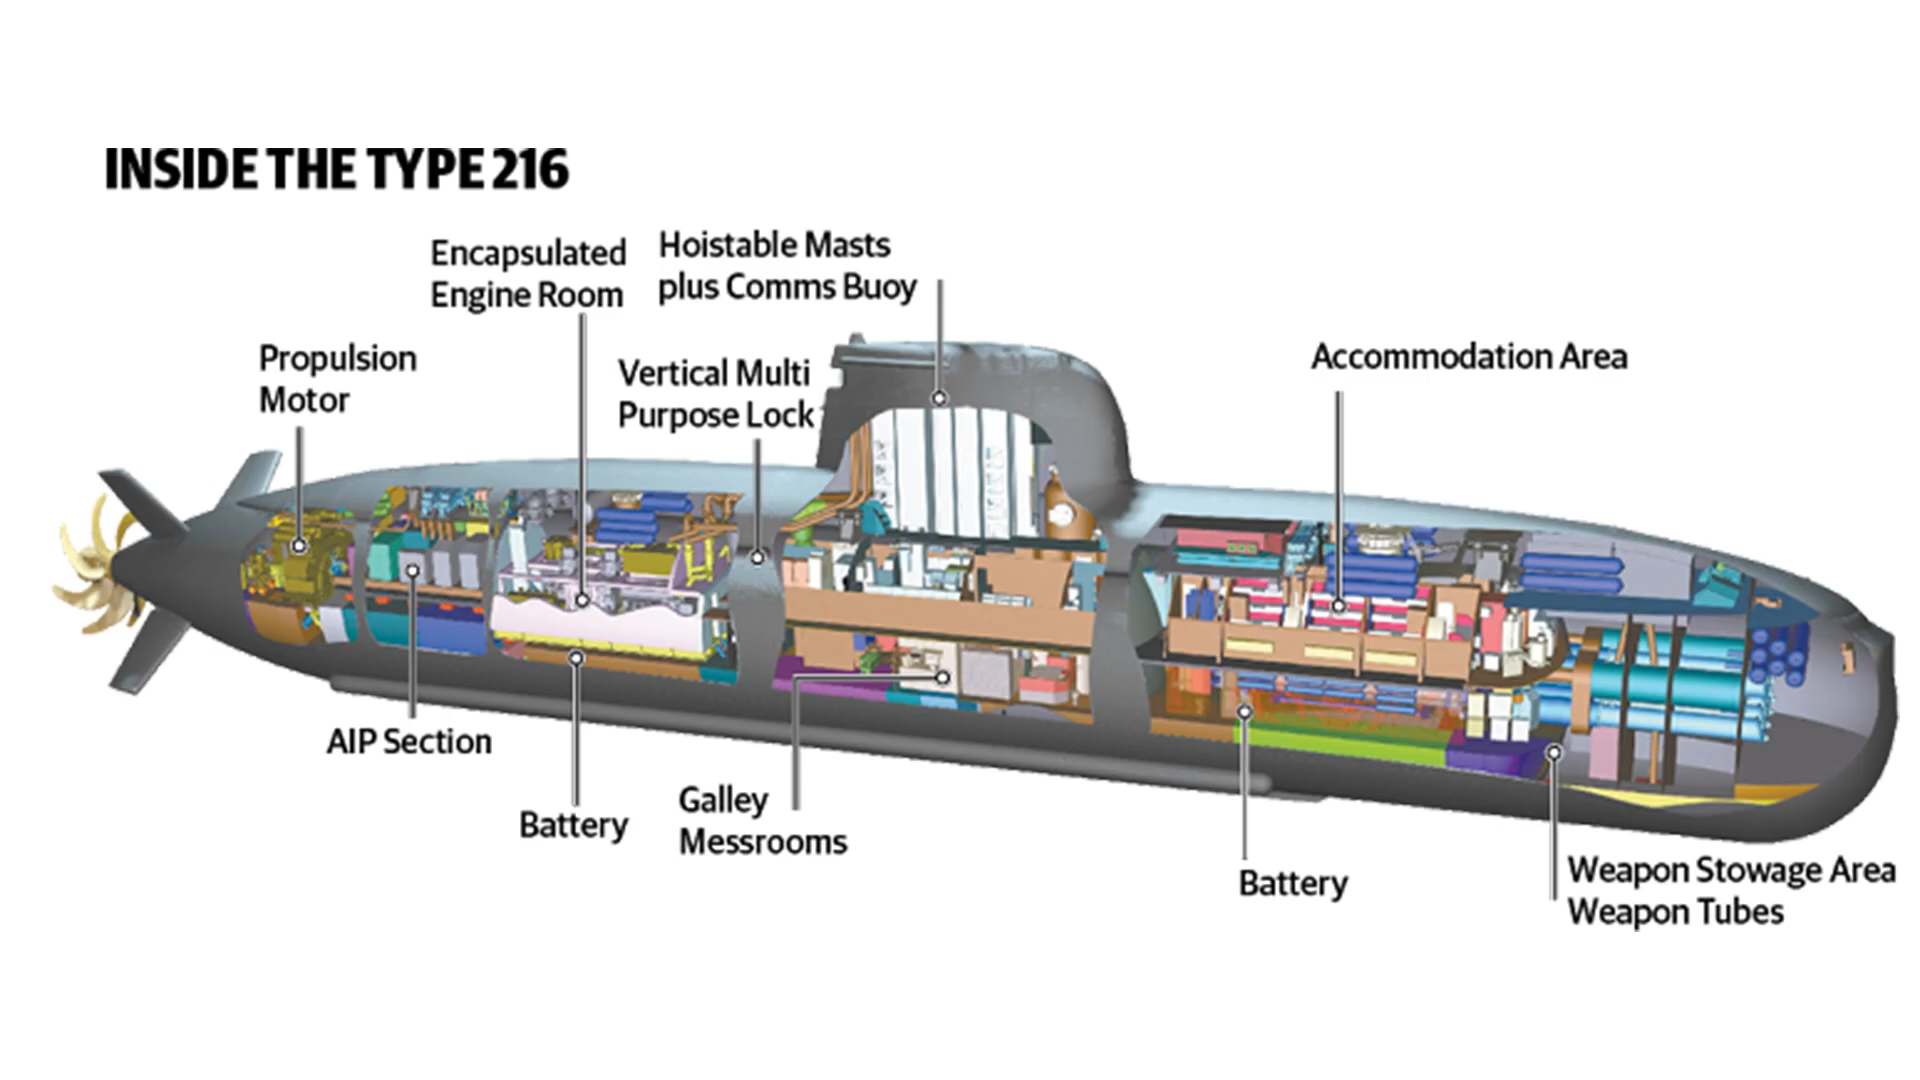 INSIDE THE TYPE 216
Encapsulated
Engine Room
Hoistable Masts
plus Comms Buoy
Propulsion
Motor
Vertical Multi
Purpose Lock
Accommodation Area
AIP Section
Battery
Galley
Messrooms
Battery
Weapon Stowage Area
Weapon Tubes